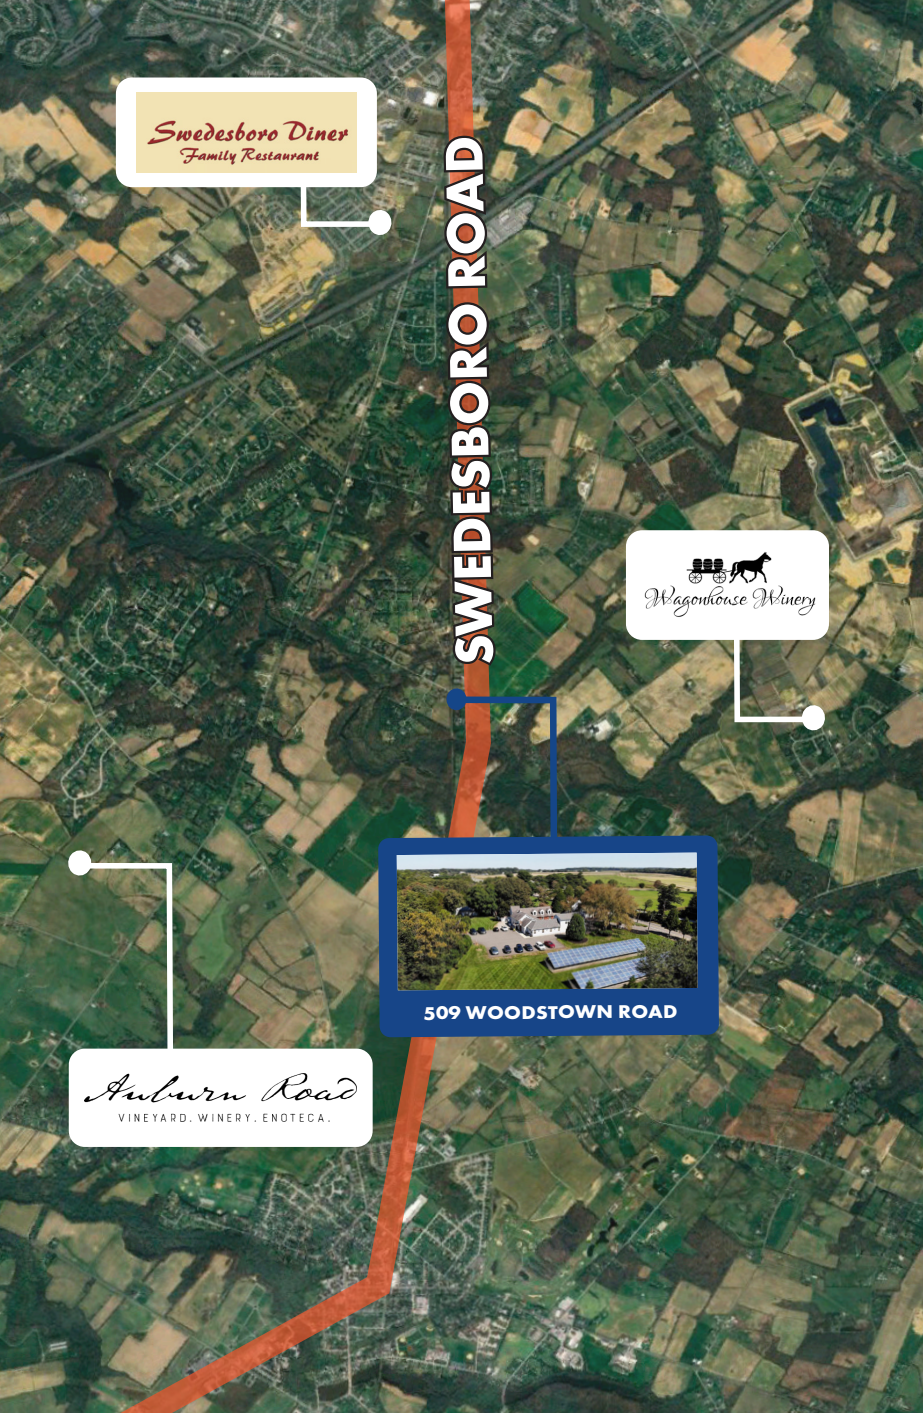 Swedesboro Diner
Family Restaurant
SWEDESBORO ROAD
Wagonhouse Winery
509 WOODSTOWN ROAD
Auburn Road
VINEYARD. WINERY. ENOTECA.